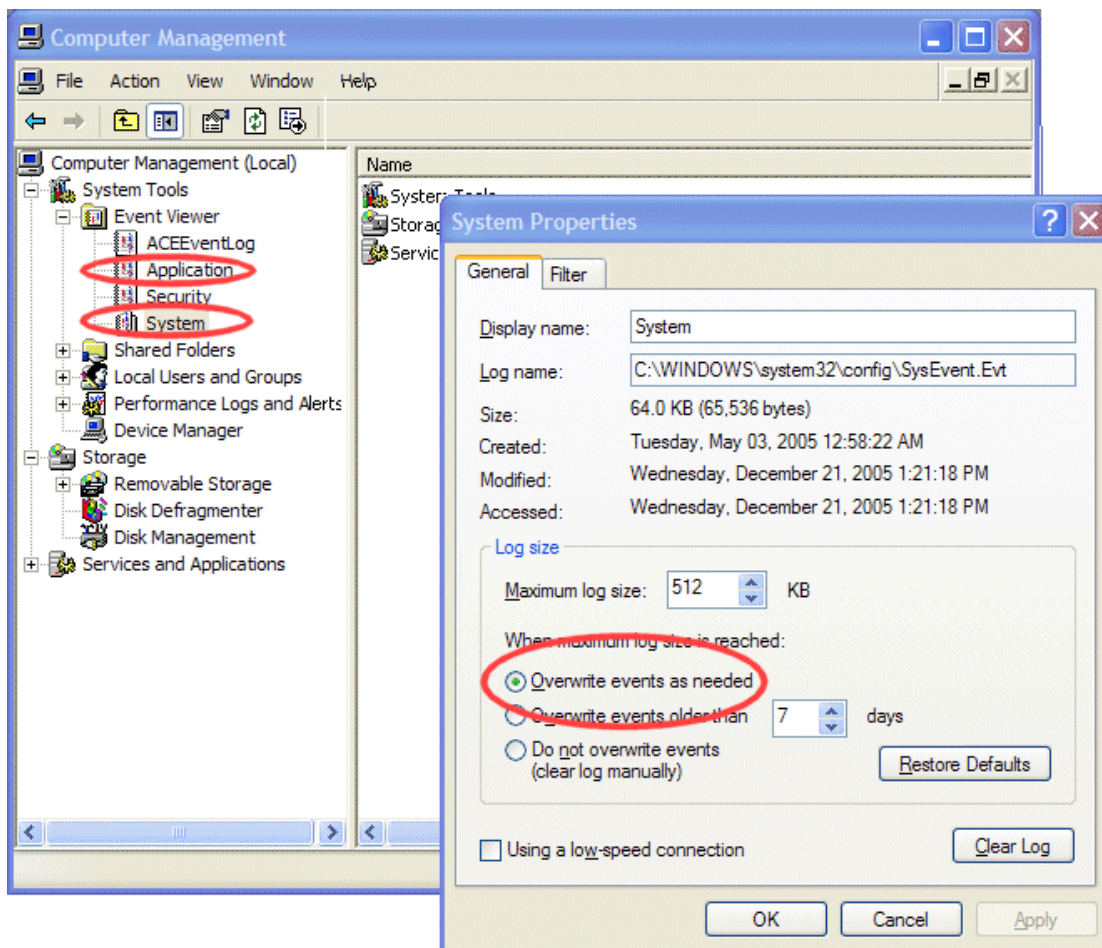 Computer Management
File Action View Window Help
Computer Management (Local)
System Tools
Event Viewer
ACEEventLog
Application
Security
System
Shared Folders
Local Users and Groups
Performance Logs and Alerts
Device Manager
Storage
Removable Storage
Disk Defragmenter
Disk Management
Services and Applications
Name
System Tools
Storag
Servic
System Properties
General Filter
Display name: System
Log name: C:\WINDOWS\system32\config\SysEvent.Evt
Size: 64.0 KB (65,536 bytes)
Created: Tuesday, May 03, 2005 12:58:22 AM
Modified: Wednesday, December 21, 2005 1:21:18 PM
Accessed: Wednesday, December 21, 2005 1:21:18 PM
Log size
Maximum log size: 512 KB
When maximum log size is reached:
Overwrite events as needed
Overwrite events older than 7 days
Do not overwrite events
(clear log manually)
Restore Defaults
Using a low-speed connection
Clear Log
OK Cancel Apply